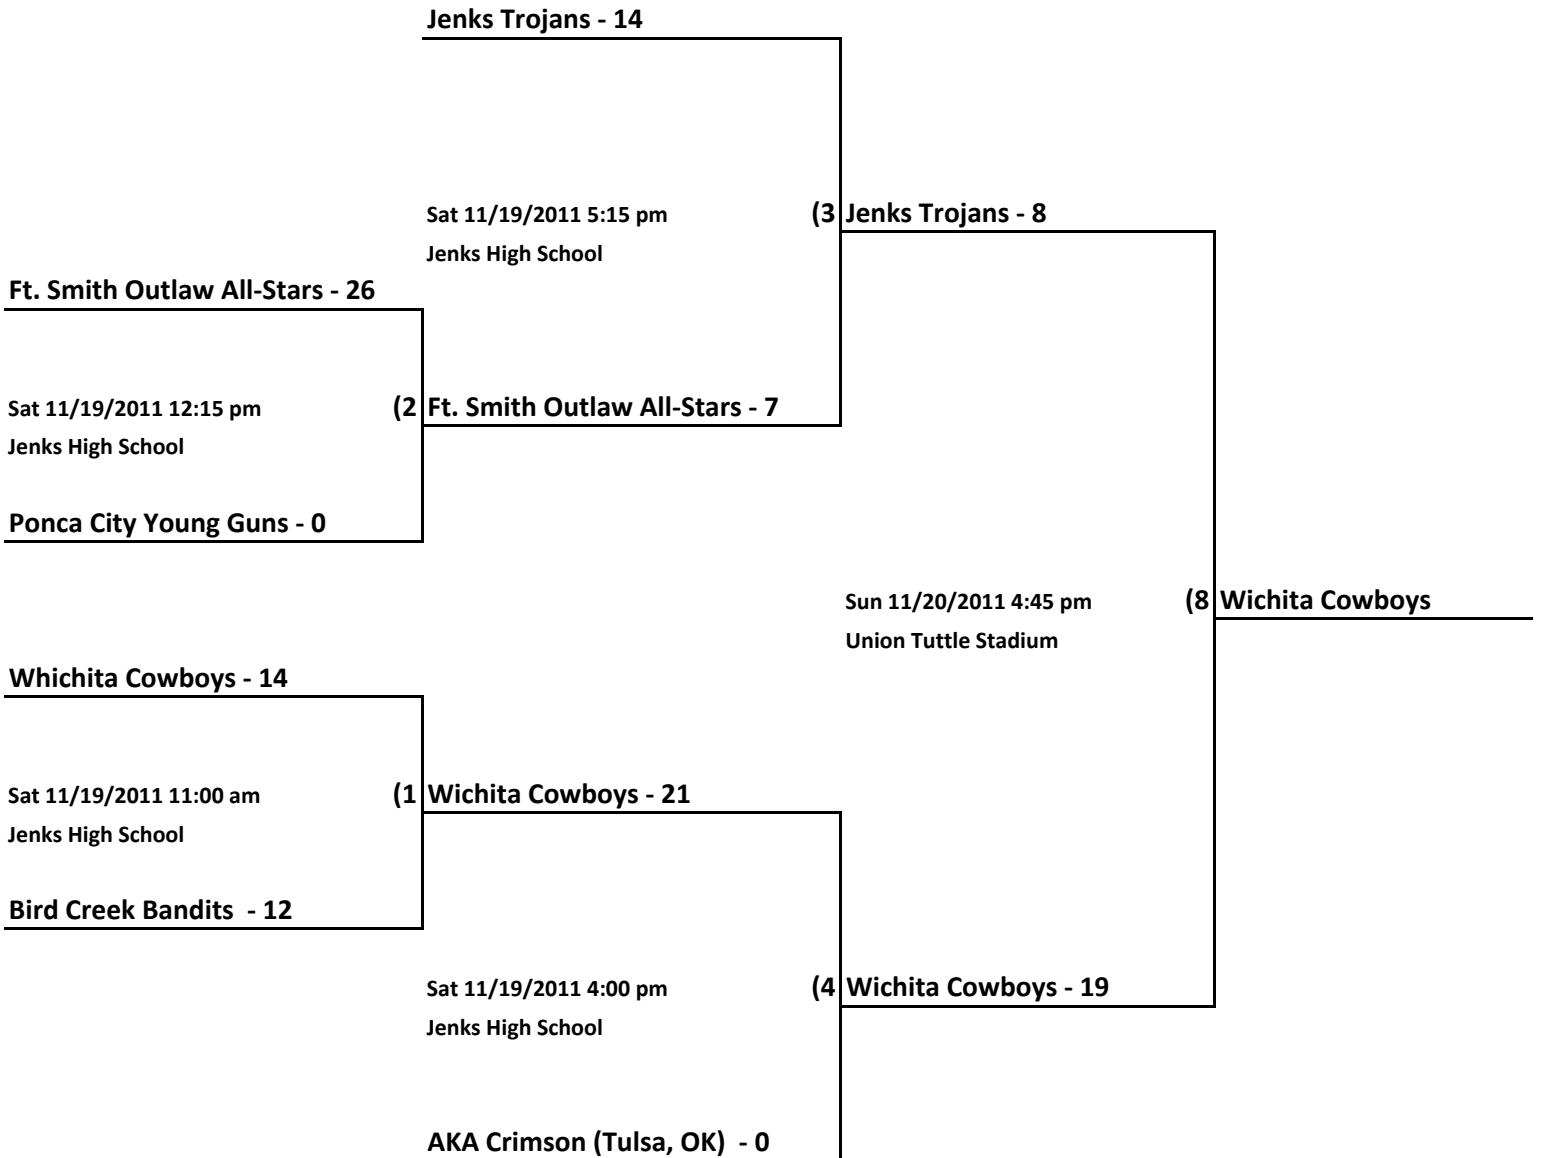 Jenks Trojans - 14
Sat 11/19/2011 5:15 pm (3 Jenks Trojans - 8
Jenks High School
Ft. Smith Outlaw All-Stars - 26
Sat 11/19/2011 12:15 pm (2 Ft. Smith Outlaw All-Stars - 7
Jenks High School
Ponca City Young Guns - 0
Sun 11/20/2011 4:45 pm (8 Wichita Cowboys
Union Tuttle Stadium
Whichita Cowboys - 14
Sat 11/19/2011 11:00 am (1 Wichita Cowboys - 21
Jenks High School
Bird Creek Bandits - 12
Sat 11/19/2011 4:00 pm (4 Wichita Cowboys - 19
Jenks High School
AKA Crimson (Tulsa, OK) - 0